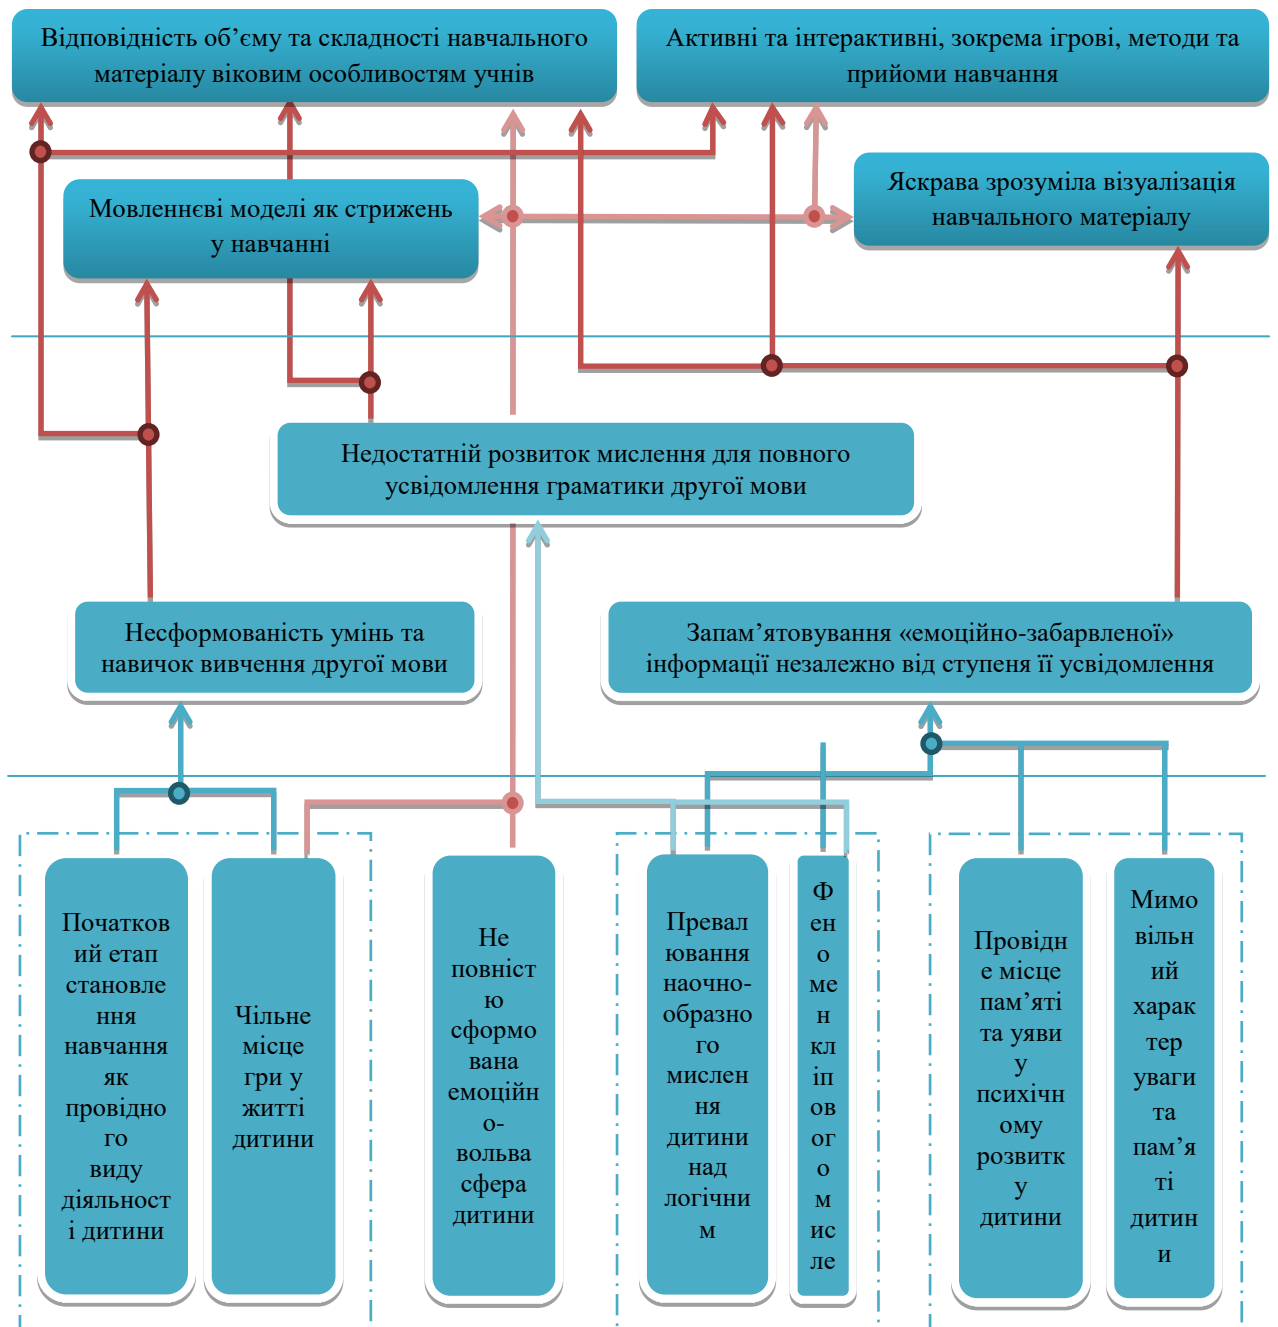 Відповідність об’єму та складності навчального
матеріалу віковим особливостям учнів
Активні та інтерактивні, зокрема ігрові, методи та
прийоми навчання
Мовленнєві моделі як стрижень
у навчанні
Яскрава зрозуміла візуалізація
навчального матеріалу
Недостатній розвиток мислення для повного
усвідомлення граматики другої мови
Несформованість умінь та
навичок вивчення другої мови
Запам’ятовування «емоційно-забарвленої»
інформації незалежно від ступеня її усвідомлення
Початков
ий етап
становле
ння
навчання
як
провідно
го
виду
діяльност
і дитини
Чільне
місце
гри у
житті
дитини
Не
повніст
ю
сформо
вана
емоційн
о-
вольва
сфера
дитини
Превал
ювання
наочно-
образно
го
мислен
ня
дитини
над
логічни
м
Ф
ен
о
ме
н
кл
іп
ов
ог
о
м
ис
ле
Провідн
е місце
пам’яті
та уяви
у
психічн
ому
розвитк
у
дитини
Мимо
вільн
ий
харак
тер
уваги
та
пам’я
ті
дитин
и